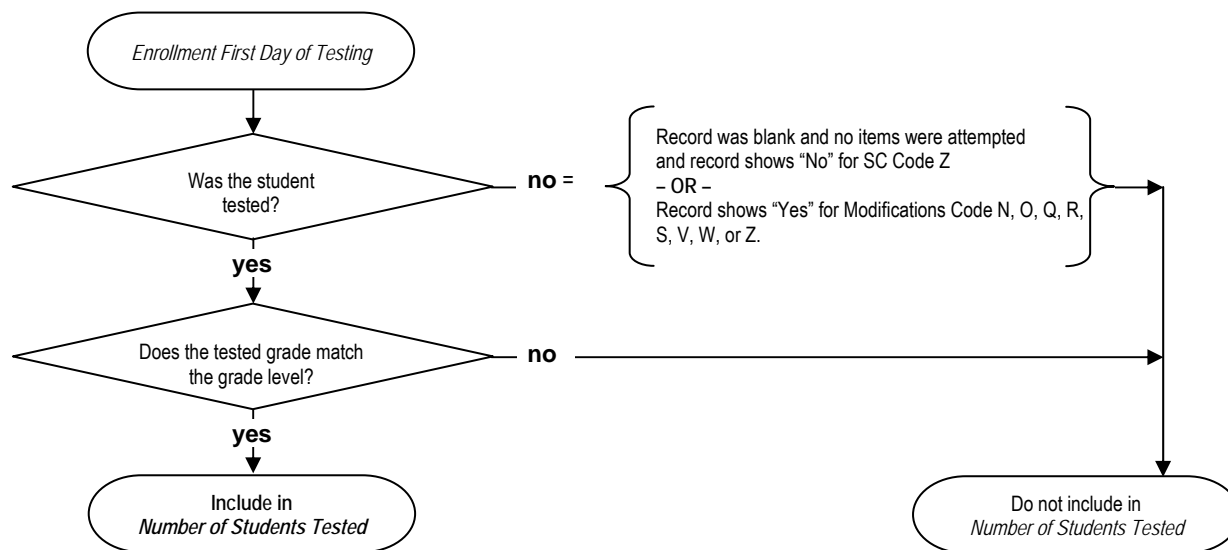 Enrollment First Day of Testing
Was the student
tested?
no =
Record was blank and no items were attempted
and record shows “No” for SC Code Z
– OR –
Record shows “Yes” for Modifications Code N, O, Q, R,
S, V, W, or Z.
yes
Does the tested grade match
the grade level?
no
yes
Include in
Number of Students Tested
Do not include in
Number of Students Tested